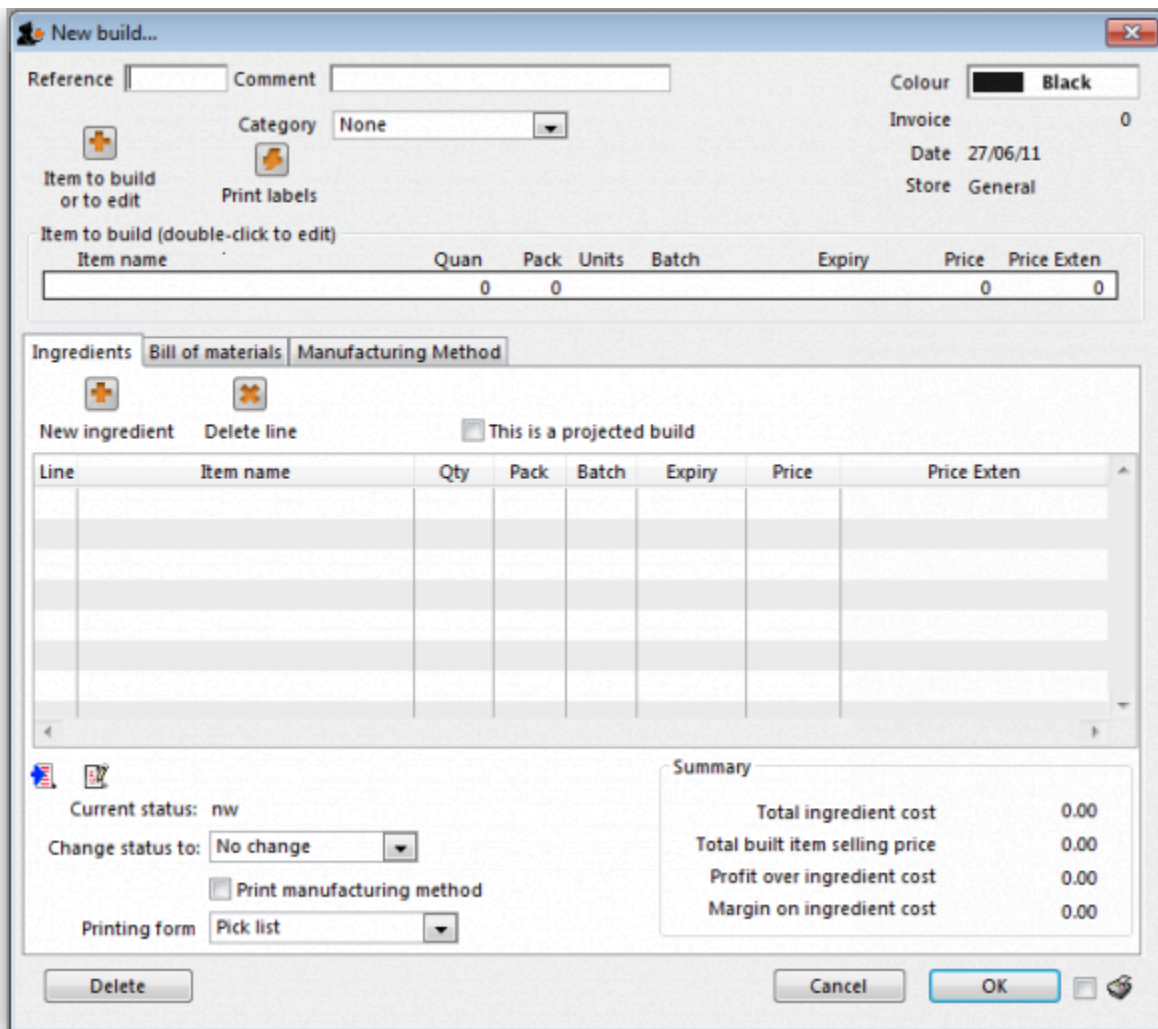 New build...
Reference Comment Colour Black
Category None Invoice 0
Item to build or to edit Print labels Date 27/06/11
Store General
Item to build (double-click to edit)
Item name Quan Pack Units Batch Expiry Price Price Exten
0 0 0 0
Ingredients Bill of materials Manufacturing Method
New ingredient Delete line This is a projected build
Line Item name Qty Pack Batch Expiry Price Price Exten
Summary
Current status: nw Total ingredient cost 0.00
Change status to: No change Total built item selling price 0.00
Print manufacturing method Profit over ingredient cost 0.00
Printing form Pick list Margin on ingredient cost 0.00
Delete Cancel OK